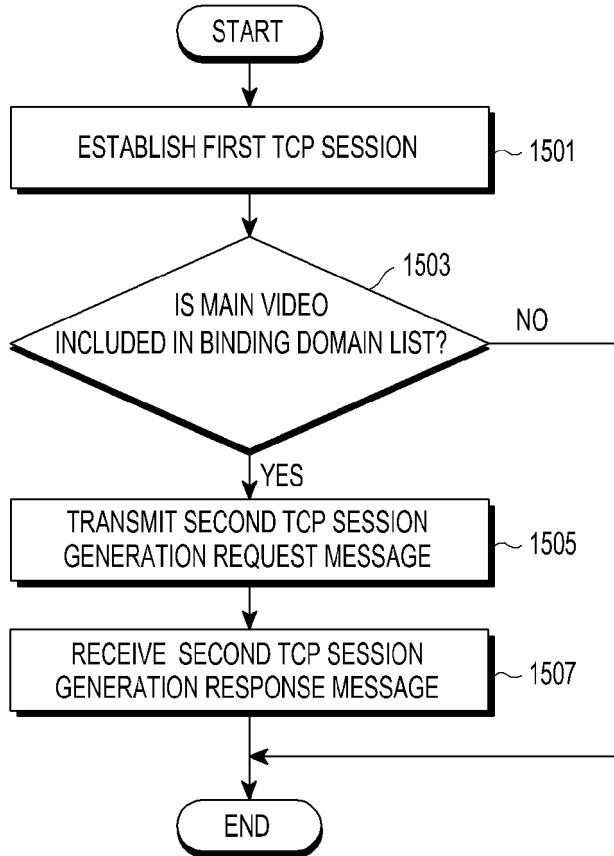 START
ESTABLISH FIRST TCP SESSION
1501
1503
IS MAIN VIDEO
INCLUDED IN BINDING DOMAIN LIST?
NO
YES
TRANSMIT SECOND TCP SESSION
GENERATION REQUEST MESSAGE
1505
RECEIVE SECOND TCP SESSION
GENERATION RESPONSE MESSAGE
1507
END